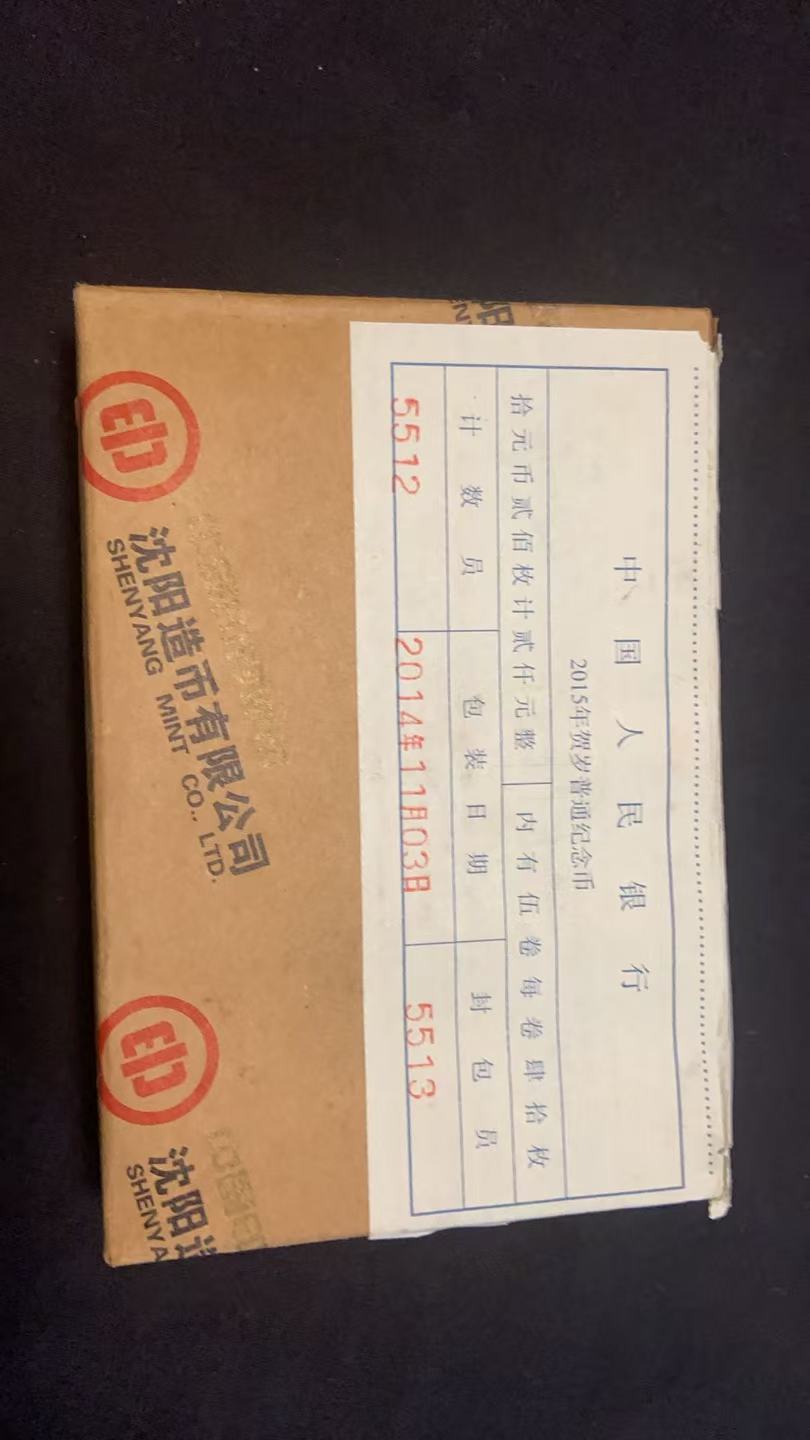 中国人民银行
2015年贺岁普通纪念币
拾元币贰佰枚计贰仟元整 内有伍卷每卷肆拾枚
计数员 包装日期 封包员
5512 2014年11月03日 5513
沈阳造币有限公司
SHENYANG MINT CO., LTD.
沈阳造
SHENYA
阳
N